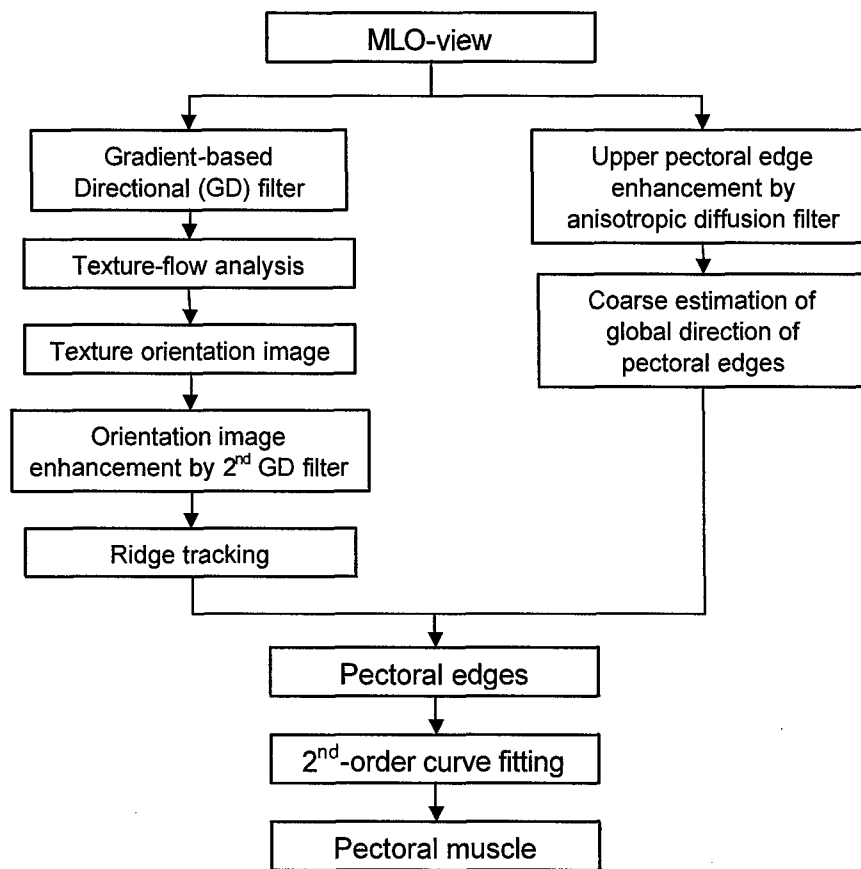 MLO-view
Gradient-based
Directional (GD) filter
Texture-flow analysis
Texture orientation image
Orientation image
enhancement by 2nd GD filter
Ridge tracking
Upper pectoral edge
enhancement by
anisotropic diffusion filter
Coarse estimation of
global direction of
pectoral edges
Pectoral edges
2nd-order curve fitting
Pectoral muscle